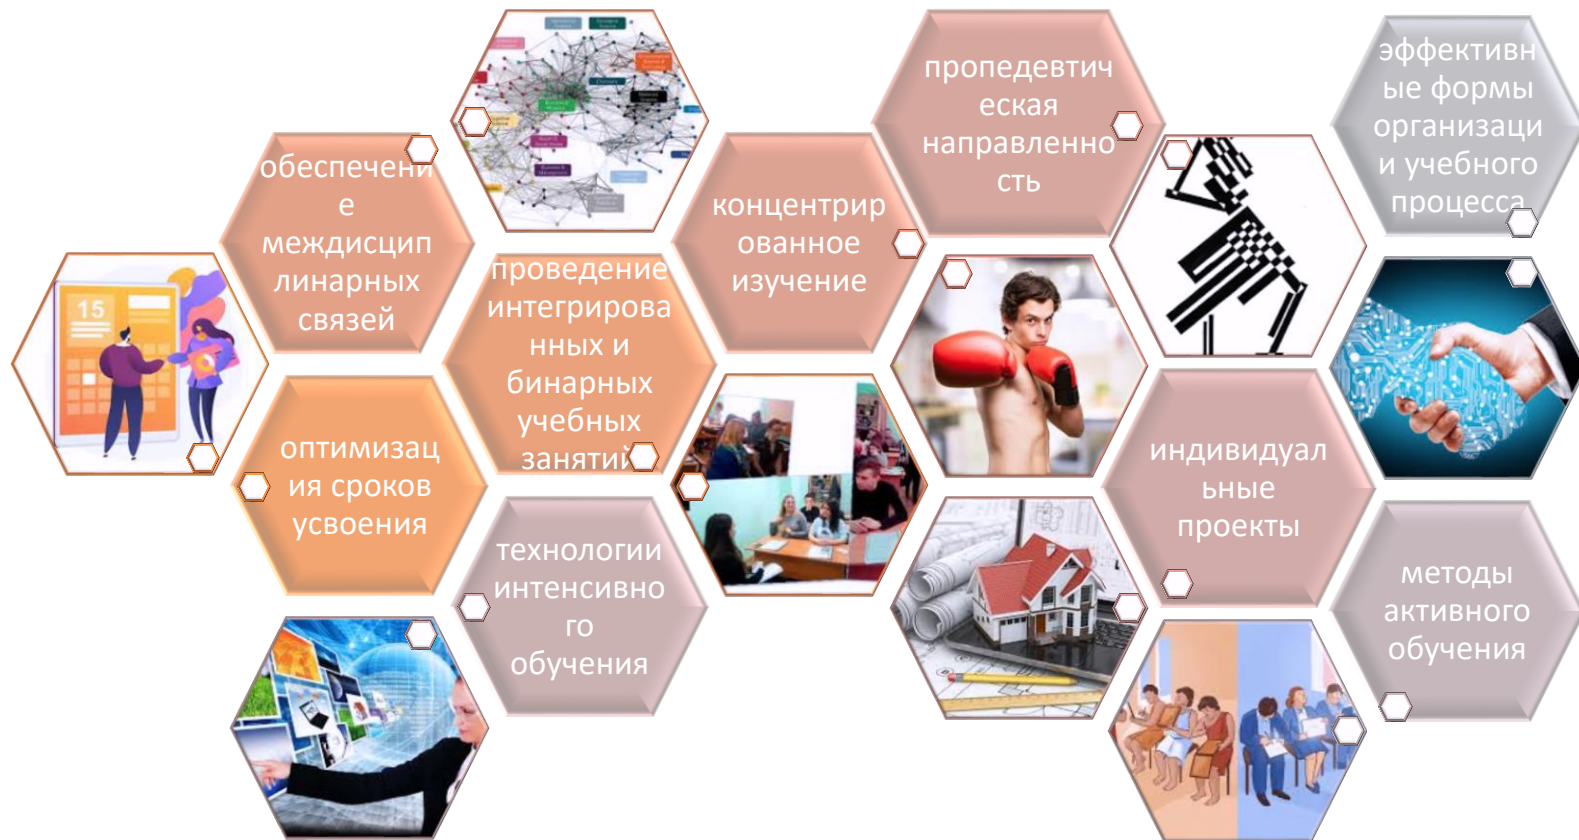 обеспечени
е
междисцип
линарных
связей
оптимизац
ия сроков
усвоения
проведение
интегрирова
нных и
бинарных
учебных
занятий
технологии
интенсивно
го
обучения
концентрир
ованное
изучение
пропедевтич
еская
направленно
сть
индивидуал
ьные
проекты
эффективн
ые формы
организаци
и учебного
процесса
методы
активного
обучения
15